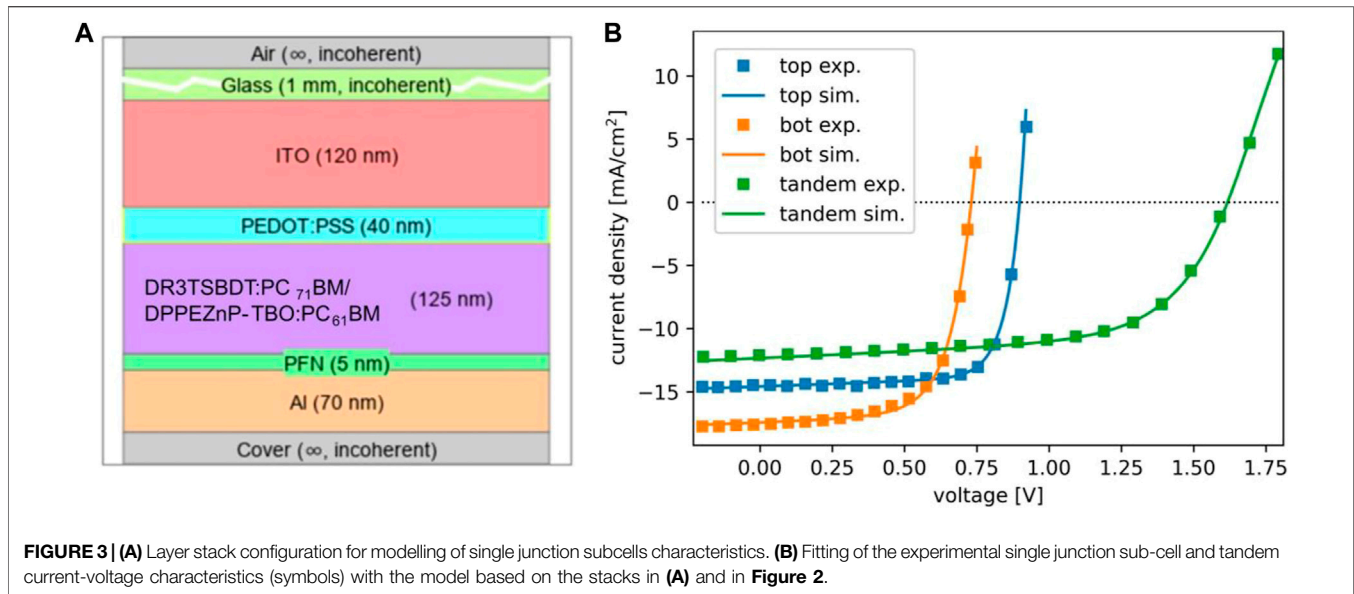 A
Air (∞, incoherent)
Glass (1 mm, incoherent)
ITO (120 nm)
PEDOT:PSS (40 nm)
DR3TSBDT:PC 71BM/
DPPEZnP-TBO:PC61BM
(125 nm)
PFN (5 nm)
Al (70 nm)
Cover (∞, incoherent)
B
top exp.
top sim.
bot exp.
bot sim.
tandem exp.
tandem sim.
current density [mA/cm²]
10
5
0
−5
−10
−15
0.00 0.25 0.50 0.75 1.00 1.25 1.50 1.75
voltage [V]
FIGURE 3 | (A) Layer stack configuration for modelling of single junction subcells characteristics. (B) Fitting of the experimental single junction sub-cell and tandem
current-voltage characteristics (symbols) with the model based on the stacks in (A) and in Figure 2.